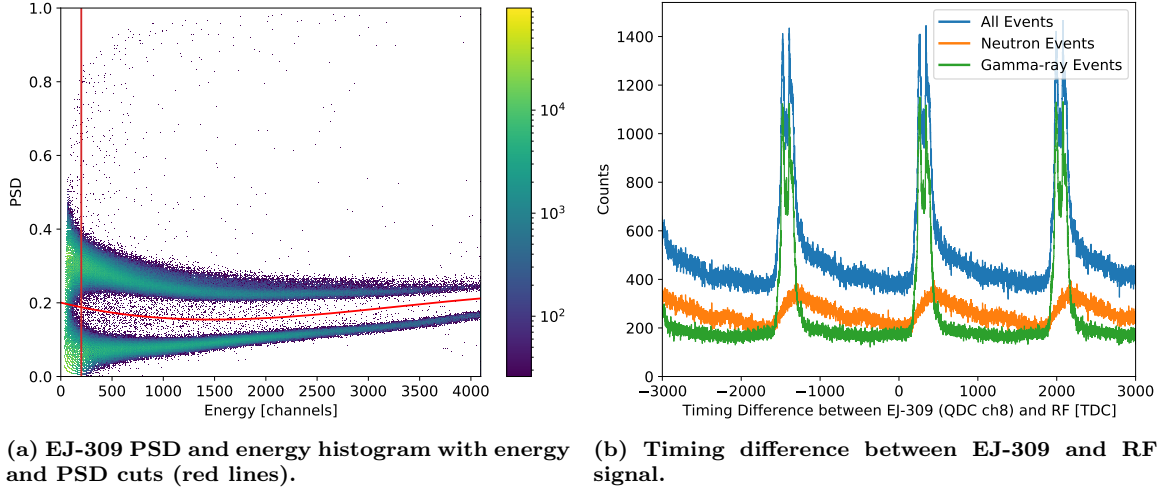 1.0
0.8
0.6
0.4
0.2
0.0
PSD
0 500 1000 1500 2000 2500 3000 3500 4000
Energy [channels]
10^4
10^3
10^2
1400
1200
1000
800
600
400
200
0
Counts
All Events
Neutron Events
Gamma-ray Events
−3000 −2000 −1000 0 1000 2000 3000
Timing Difference between EJ-309 (QDC ch8) and RF [TDC]
(a) EJ-309 PSD and energy histogram with energy
and PSD cuts (red lines).
(b) Timing difference between EJ-309 and RF
signal.